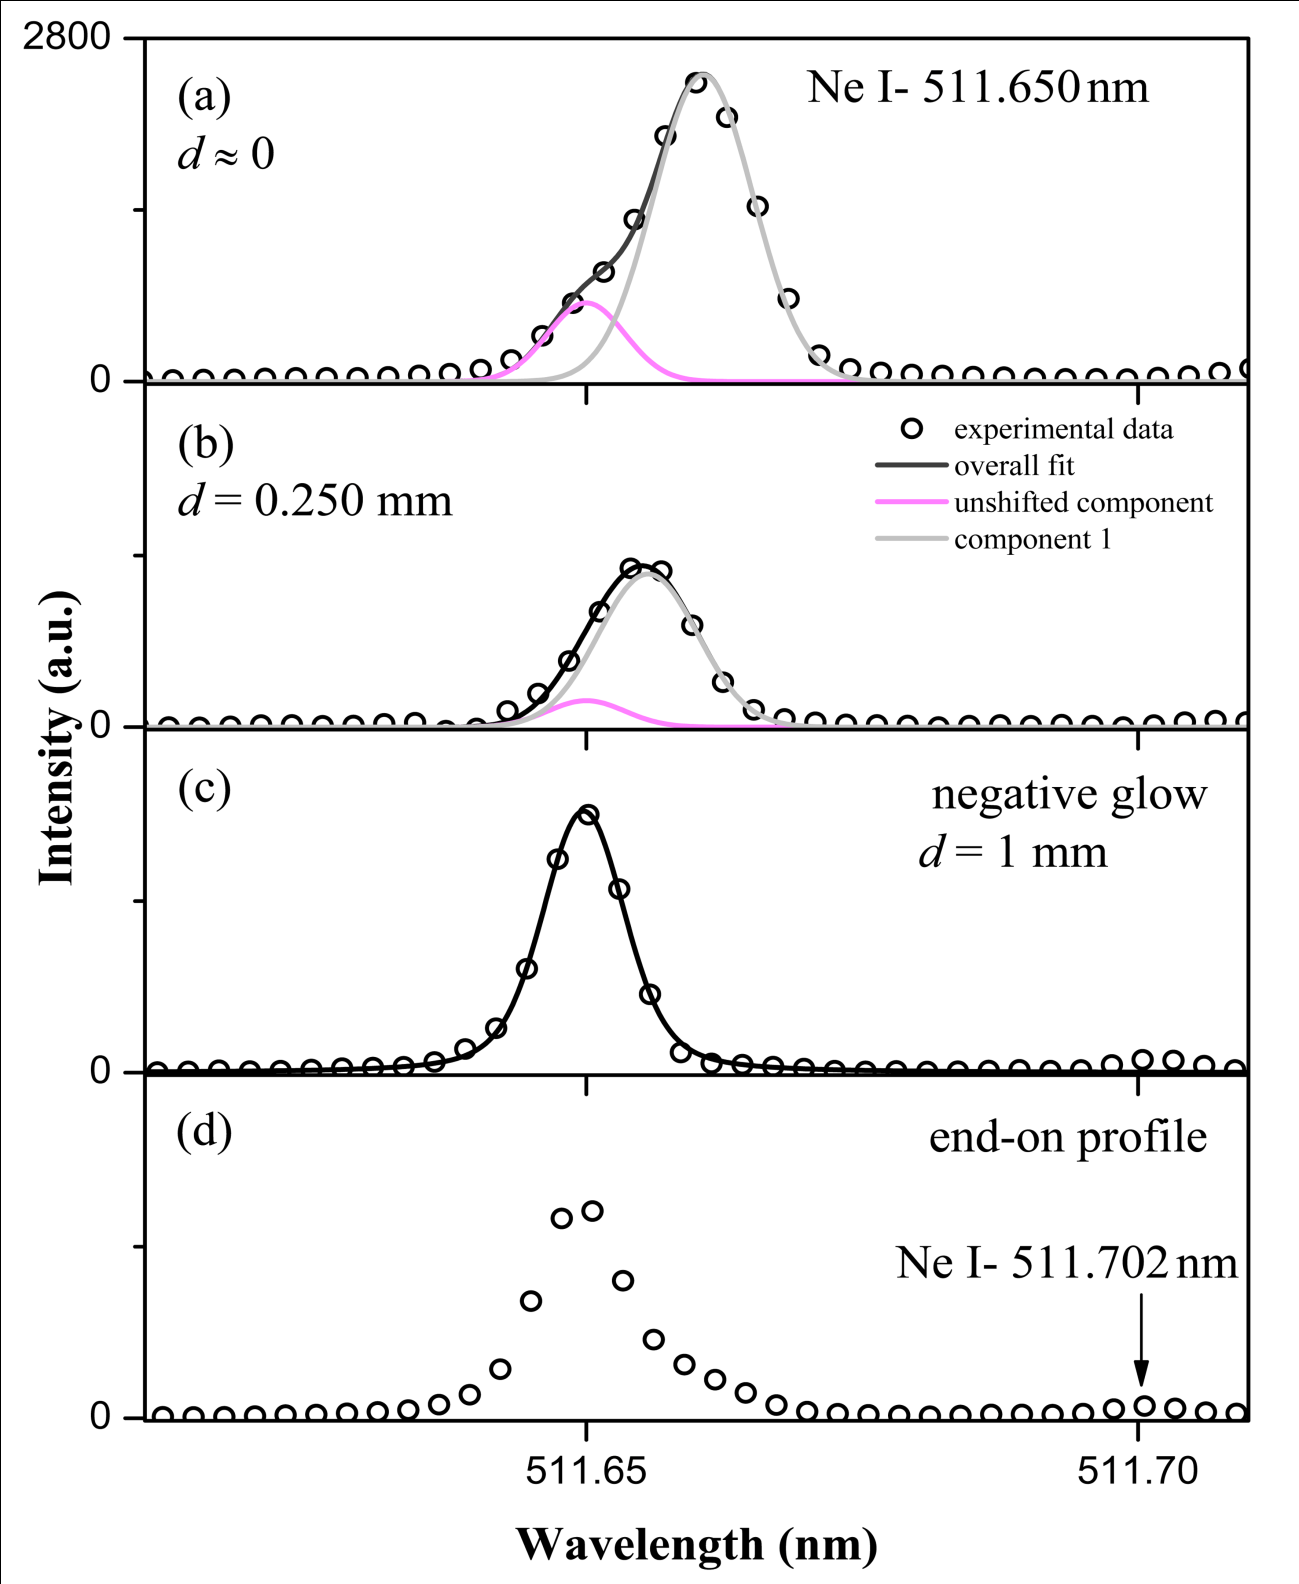 2800
(a)
d ≈ 0
Ne I- 511.650 nm
0
(b)
d = 0.250 mm
experimental data
overall fit
unshifted component
component 1
0
(c)
negative glow
d = 1 mm
0
(d)
end-on profile
Ne I- 511.702 nm
0
511.65
511.70
Wavelength (nm)
Intensity (a.u.)